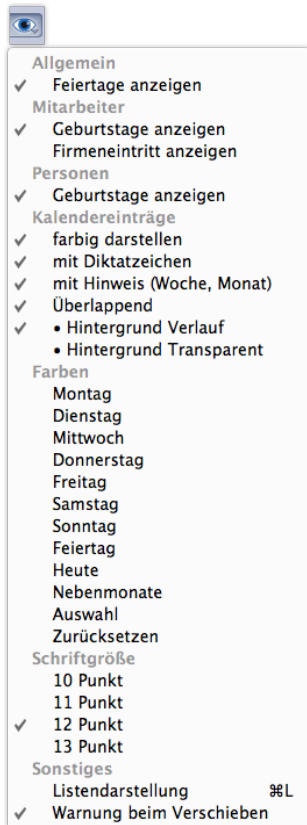 Allgemein
✓ Feiertage anzeigen
Mitarbeiter
✓ Geburtstage anzeigen
Firmeneintritt anzeigen
Personen
✓ Geburtstage anzeigen
Kalendereinträge
✓ farbig darstellen
✓ mit Diktatzeichen
✓ mit Hinweis (Woche, Monat)
✓ Überlappend
✓ • Hintergrund Verlauf
• Hintergrund Transparent
Farben
Montag
Dienstag
Mittwoch
Donnerstag
Freitag
Samstag
Sonntag
Feiertag
Heute
Nebenmonate
Auswahl
Zurücksetzen
Schriftgröße
10 Punkt
11 Punkt
✓ 12 Punkt
13 Punkt
Sonstiges
Listendarstellung ⌘L
✓ Warnung beim Verschieben